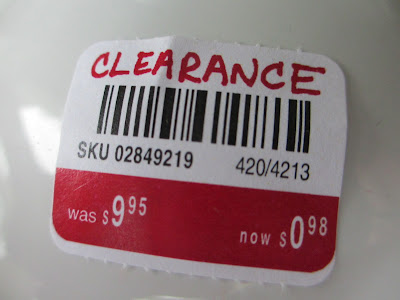 CLEARANCE
SKU 02849219 420/4213
was $9.95 now $0.98